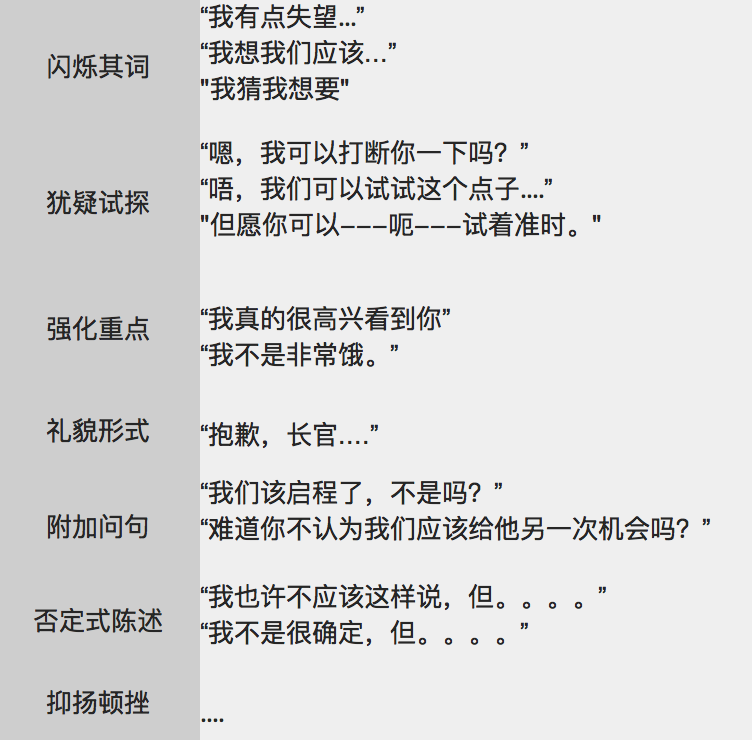 闪烁其词
“我有点失望...”
“我想我们应该...”
"我猜我想要"
犹疑试探
“嗯，我可以打断你一下吗？”
“唔，我们可以试试这个点子....”
"但愿你可以---呃---试着准时。"
强化重点
“我真的很高兴看到你”
“我不是非常饿。”
礼貌形式
“抱歉，长官....”
附加问句
“我们该启程了，不是吗？”
“难道你不认为我们应该给他另一次机会吗？”
否定式陈述
“我也许不应该这样说，但。。。。”
“我不是很确定，但。。。。”
抑扬顿挫
....